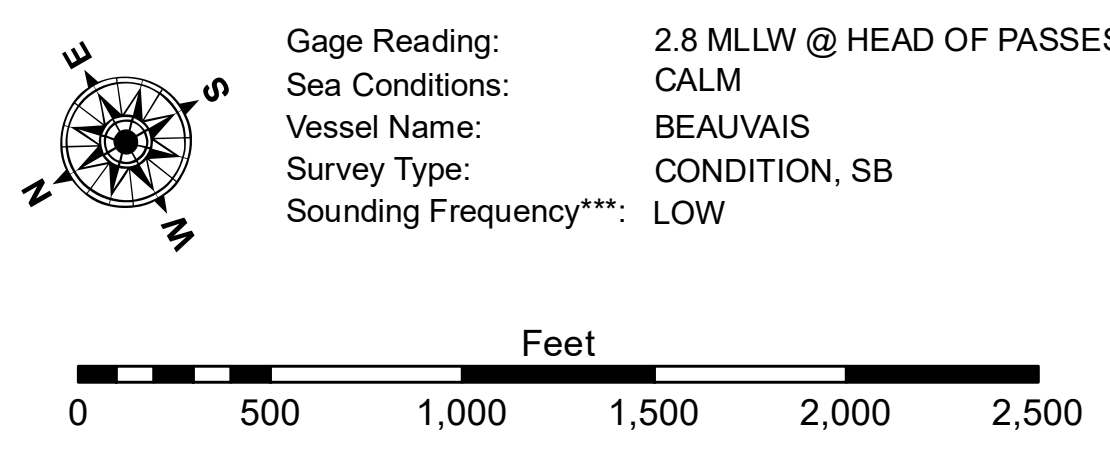 E
S
N
W
Gage Reading: 2.8 MLLW @ HEAD OF PASSES
Sea Conditions: CALM
Vessel Name: BEAUVAIS
Survey Type: CONDITION, SB
Sounding Frequency***: LOW
Feet
0 500 1,000 1,500 2,000 2,500